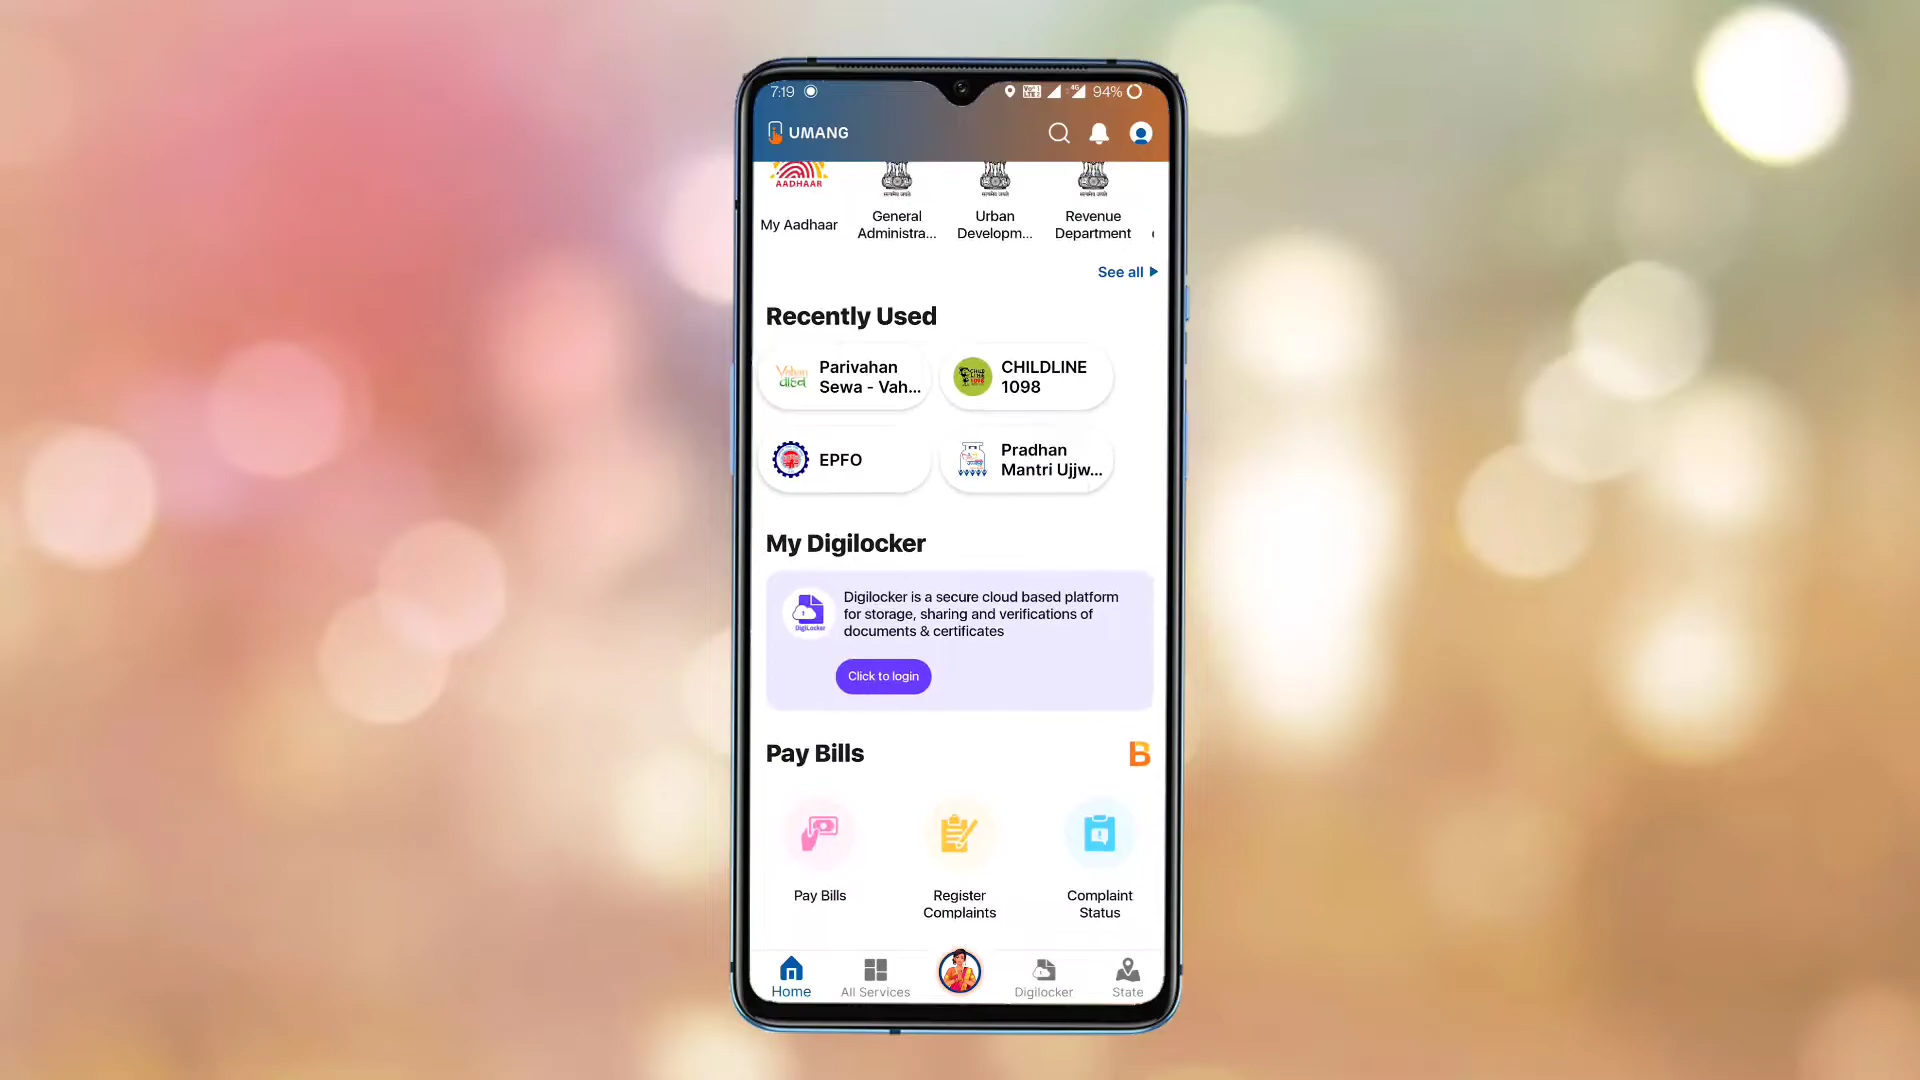 7:19
94%
UMANG
AADHAAR
My Aadhaar
General
Administra...
Urban
Developm...
Revenue
Department
See all
Recently Used
Parivahan
Sewa - Vah...
CHILDLINE
1098
EPFO
Pradhan
Mantri Ujjw...
My Digilocker
Digilocker is a secure cloud based platform
for storage, sharing and verifications of
documents & certificates
DigiLocker
Click to login
Pay Bills
B
Pay Bills
Register
Complaints
Complaint
Status
Home
All Services
Digilocker
State